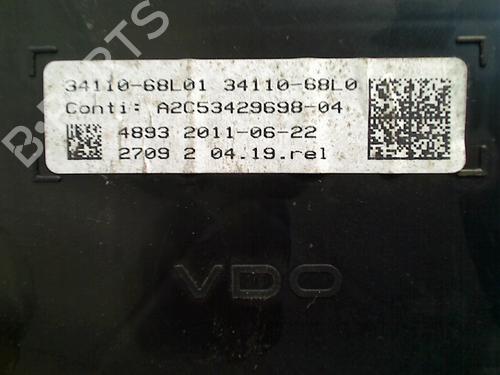 34110-68L01 34110-68L0
Conti: A2C53429698-04
4893 2011-06-22
2709 2 04.19.rel
VDO
B-PARTS